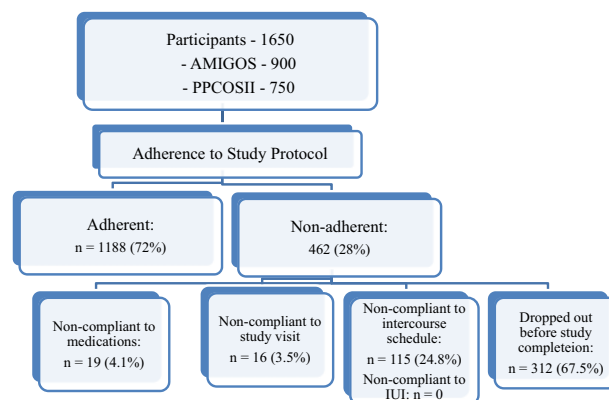 Participants - 1650
- AMIGOS - 900
- PPCOSII - 750
Adherence to Study Protocol
Adherent:
n = 1188 (72%)
Non-adherent:
462 (28%)
Non-compliant to
medications:
n = 19 (4.1%)
Non-compliant to
study visit
n = 16 (3.5%)
Non-compliant to
intercourse schedule:
n = 115 (24.8%)
Non-compliant to
IUI: n = 0
Dropped out
before study
completeion:
n = 312 (67.5%)